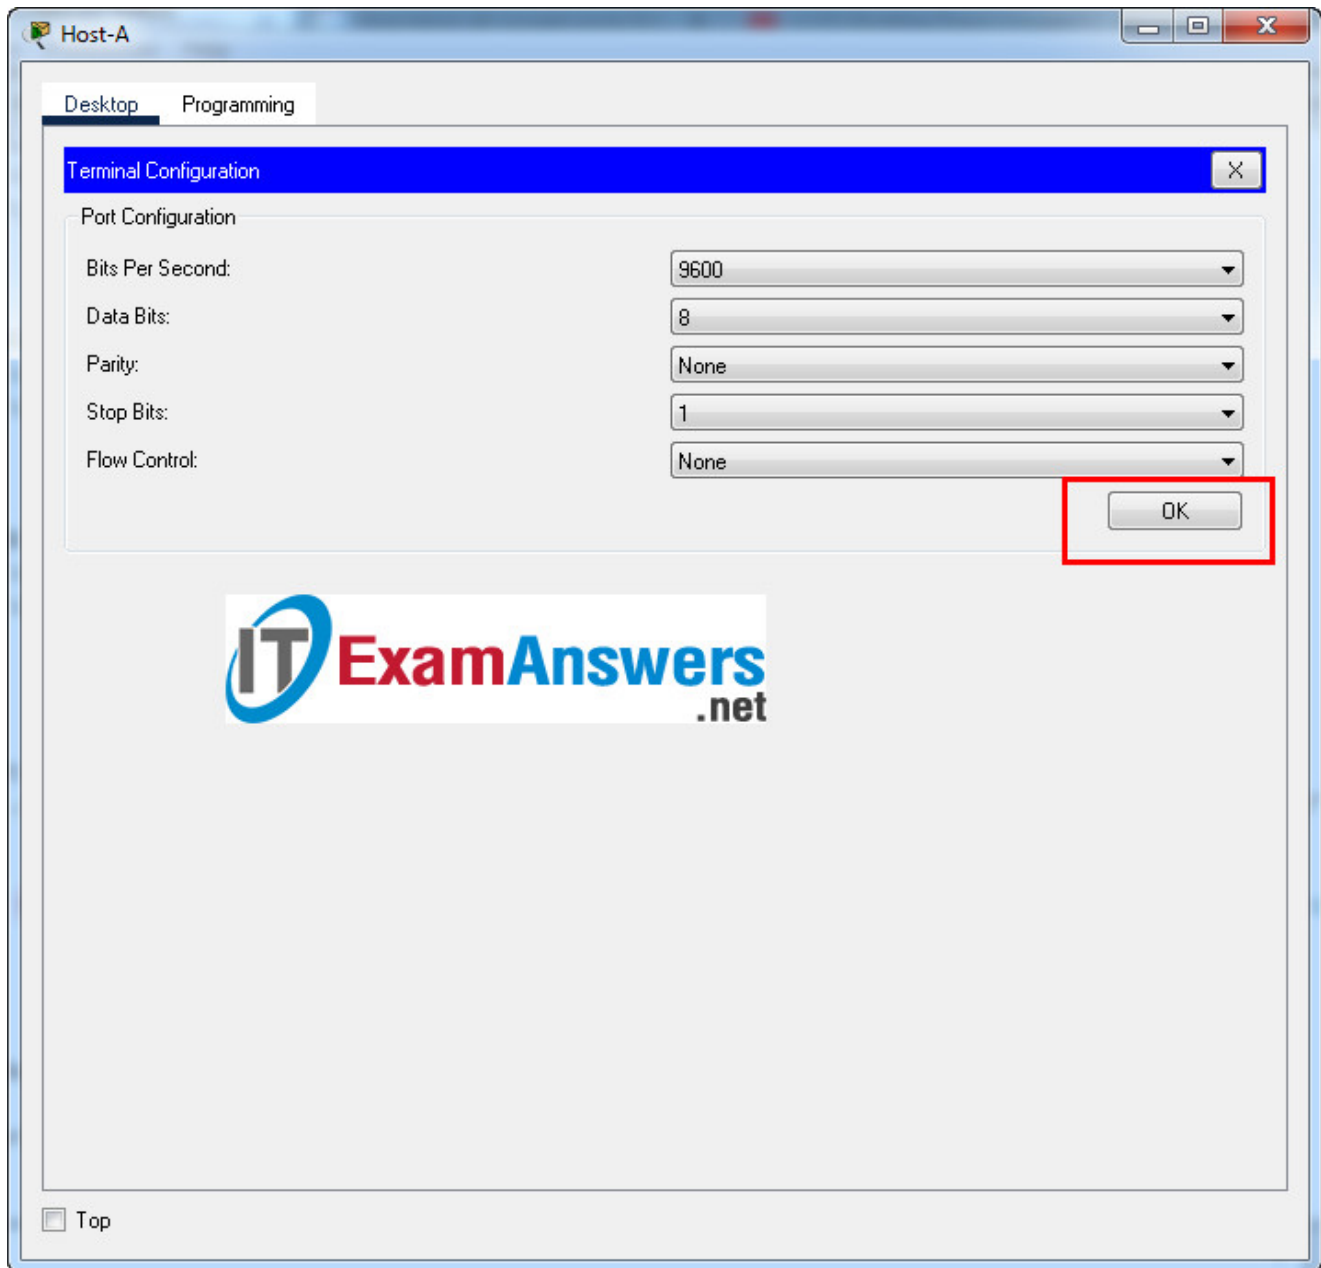 Host-A
Desktop Programming
Terminal Configuration X
Port Configuration
Bits Per Second: 9600
Data Bits: 8
Parity: None
Stop Bits: 1
Flow Control: None
OK
ITExamAnswers
.net
Top